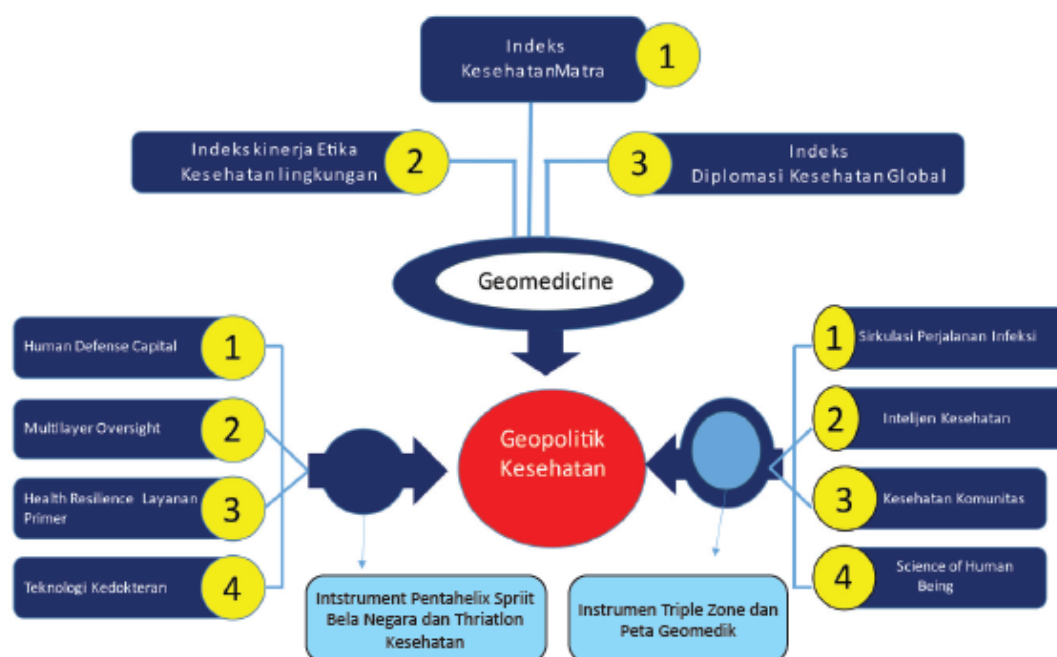 Indeks
KesehatanMatra
1
Indekskinerja Etika
Kesehatan lingkungan
2
3
Indeks
Diplomasi Kesehatan Global
Geomedicine
Human Defense Capital
1
Multilayer Oversight
2
Health Resilience Layanan
Primer
3
Teknologi Kedokteran
4
Geopolitik
Kesehatan
1
Sirkulasi Perjalanan Infeksi
2
Intelijen Kesehatan
3
Kesehatan Komunitas
4
Science of Human
Being
Intstrument Pentahelix Spriit
Bela Negara dan Thriatlon
Kesehatan
Instrumen Triple Zone dan
Peta Geomedik